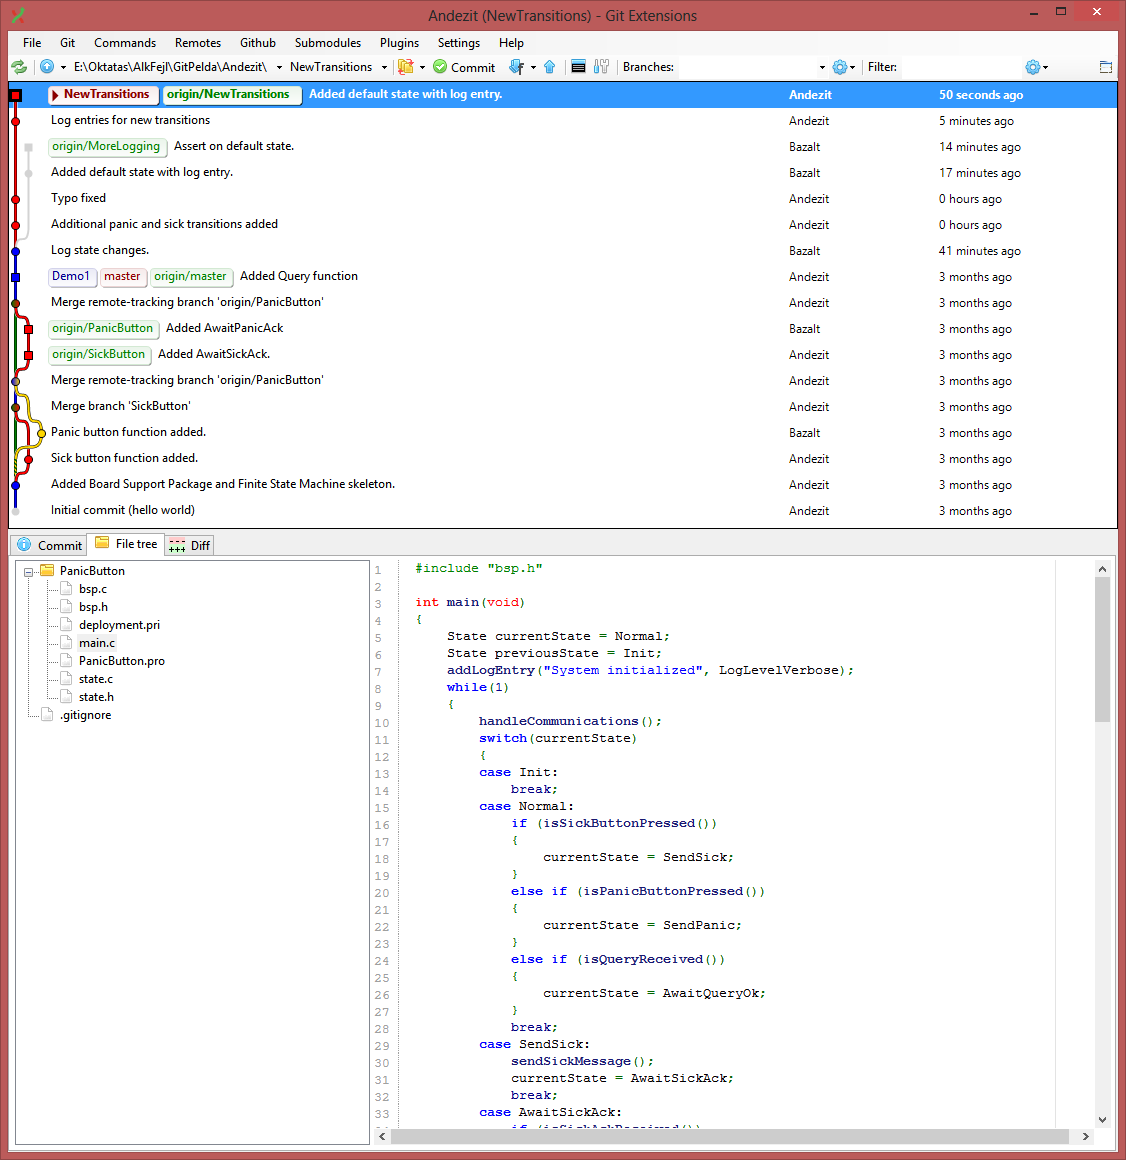 Andezit (NewTransitions) - Git Extensions
File Git Commands Remotes Github Submodules Plugins Settings Help
E:\Oktatas\AlkFejl\GitPelda\Andezit\ NewTransitions Commit Branches: Filter:
NewTransitions origin/NewTransitions Added default state with log entry. Andezit 50 seconds ago
Log entries for new transitions Andezit 5 minutes ago
origin/MoreLogging Assert on default state. Bazalt 14 minutes ago
Added default state with log entry. Bazalt 17 minutes ago
Typo fixed Andezit 0 hours ago
Additional panic and sick transitions added Andezit 0 hours ago
Log state changes. Bazalt 41 minutes ago
Demo1 master origin/master Added Query function Andezit 3 months ago
Merge remote-tracking branch 'origin/PanicButton' Andezit 3 months ago
origin/PanicButton Added AwaitPanicAck Bazalt 3 months ago
origin/SickButton Added AwaitSickAck. Andezit 3 months ago
Merge remote-tracking branch 'origin/PanicButton' Andezit 3 months ago
Merge branch 'SickButton' Andezit 3 months ago
Panic button function added. Bazalt 3 months ago
Sick button function added. Andezit 3 months ago
Added Board Support Package and Finite State Machine skeleton. Andezit 3 months ago
Initial commit (hello world) Andezit 3 months ago
Commit File tree Diff
PanicButton
bsp.c
bsp.h
deployment.pri
main.c
PanicButton.pro
state.c
state.h
.gitignore
1 #include "bsp.h"
2
3 int main(void)
4 {
5 State currentState = Normal;
6 State previousState = Init;
7 addLogEntry("System initialized", LogLevelVerbose);
8 while(1)
9 {
10 handleCommunications();
11 switch(currentState)
12 {
13 case Init:
14 break;
15 case Normal:
16 if (isSickButtonPressed())
17 {
18 currentState = SendSick;
19 }
20 else if (isPanicButtonPressed())
21 {
22 currentState = SendPanic;
23 }
24 else if (isQueryReceived())
25 {
26 currentState = AwaitQueryOk;
27 }
28 break;
29 case SendSick:
30 sendSickMessage();
31 currentState = AwaitSickAck;
32 break;
33 case AwaitSickAck: